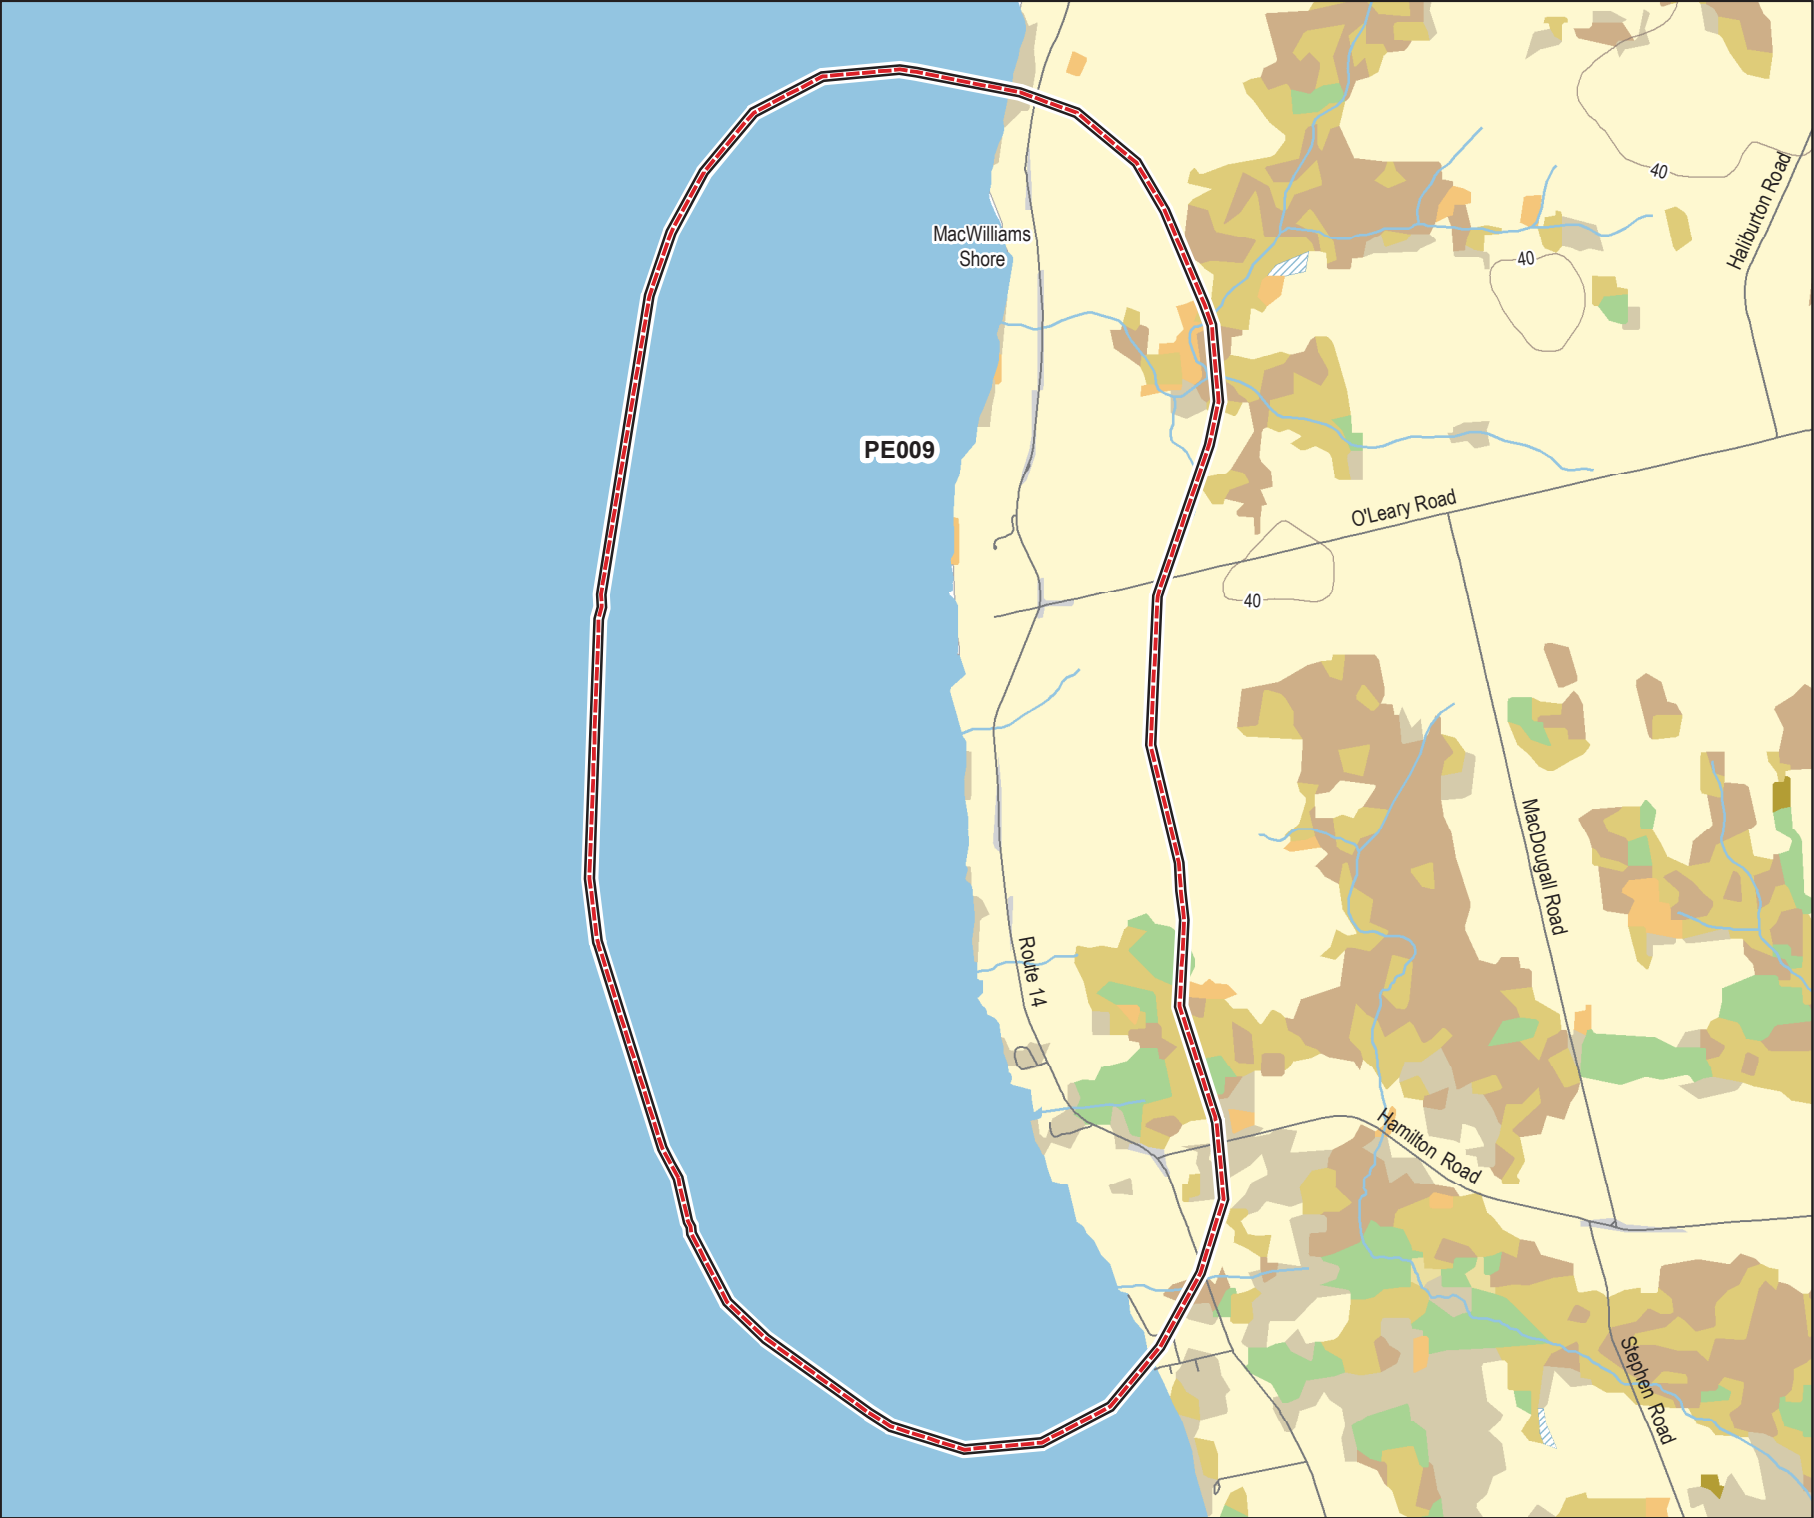 40
Haliburton Road
MacWilliams
Shore
40
PE009
O'Leary Road
40
MacDougall Road
Route 14
Hamilton Road
Stephen Road